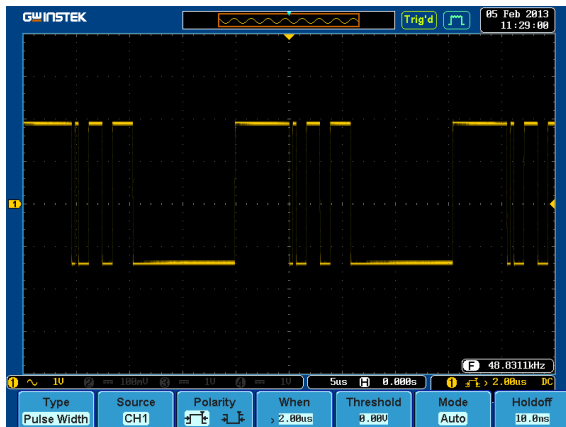 GWINSTEK
Trig'd
05 Feb 2013
11:29:00
1
F 48.8311kHz
1 1V 2 100mV 3 1V 4 1V 5us H 0.000s 1 > 2.00us DC
Type Source Polarity When Threshold Mode Holdoff
Pulse Width CH1 > 2.00us 0.00V Auto 10.0ns